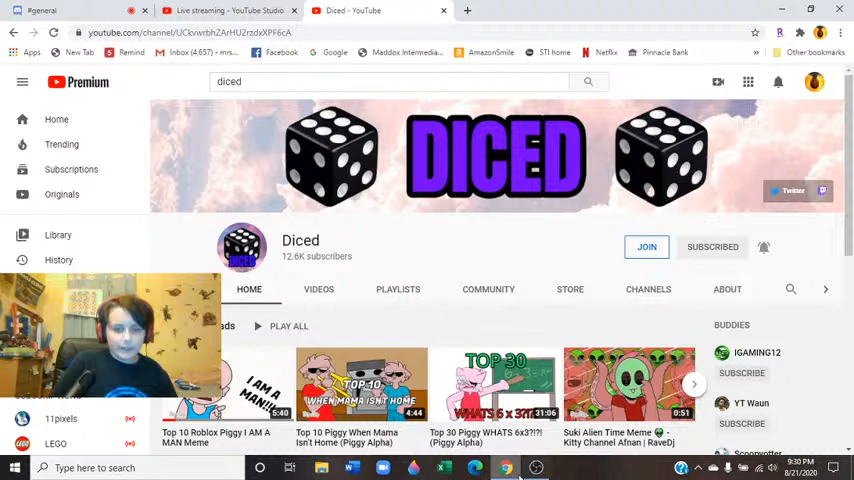 #general
Live streaming - YouTube Studio
Diced - YouTube
youtube.com/channel/UCkvwrbhZArHU2rzdxXPF6cA
Apps
New Tab
Remind
Inbox (4,657) - mrs...
Facebook
Google
Maddox Intermedia...
AmazonSmile
STI home
Netflix
Pinnacle Bank
Other bookmarks
Premium
diced
Home
Trending
Subscriptions
Originals
Library
History
DICED
Twitter
DICED
Diced
12.6K subscribers
JOIN
SUBSCRIBED
HOME
VIDEOS
PLAYLISTS
COMMUNITY
STORE
CHANNELS
ABOUT
ads
PLAY ALL
BUDDIES
I AM A
MAN!!!
5:40
TOP 10
WHEN MAMA ISN'T HOME
4:44
TOP 30
WHATS 6 x 3?!?!
31:06
0:51
Top 10 Roblox Piggy I AM A
MAN Meme
Top 10 Piggy When Mama
Isn't Home (Piggy Alpha)
Top 30 Piggy WHATS 6x3?!?!
(Piggy Alpha)
Suki Alien Time Meme 👽 -
Kitty Channel Afnan | RaveDj
IGAMING12
SUBSCRIBE
YT Waun
SUBSCRIBE
Scoopyotter
11pixels
LEGO
Type here to search
9:30 PM
8/21/2020